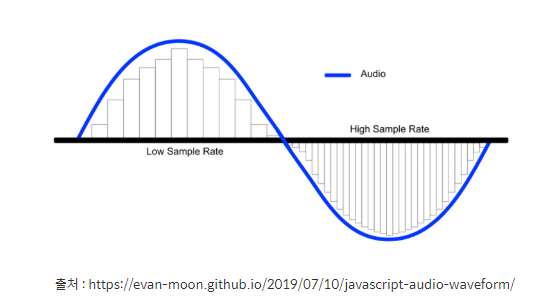 Audio
High Sample Rate
Low Sample Rate
출처 : https://evan-moon.github.io/2019/07/10/javascript-audio-waveform/